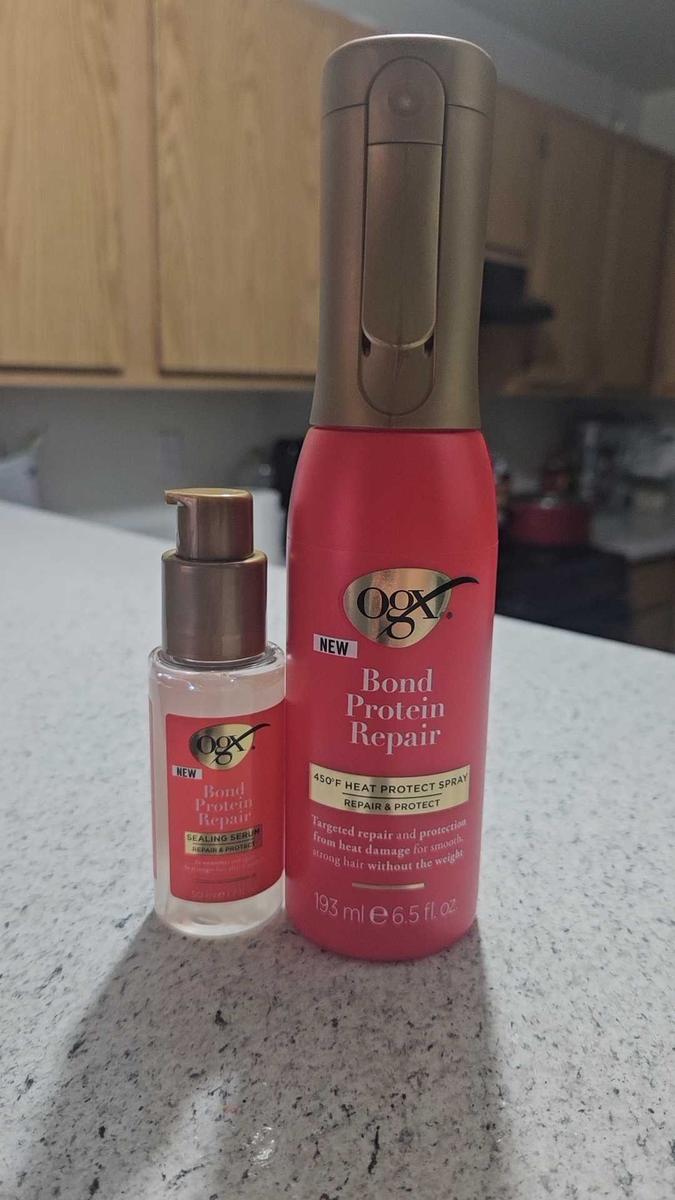 ogx
NEW
Bond
Protein
Repair
SEALING SERUM
REPAIR & PROTECT
ogx
NEW
Bond
Protein
Repair
450°F HEAT PROTECT SPRAY
REPAIR & PROTECT
Targeted repair and protection
from heat damage for smooth,
strong hair without the weight
193 ml e 6.5 fl. oz.